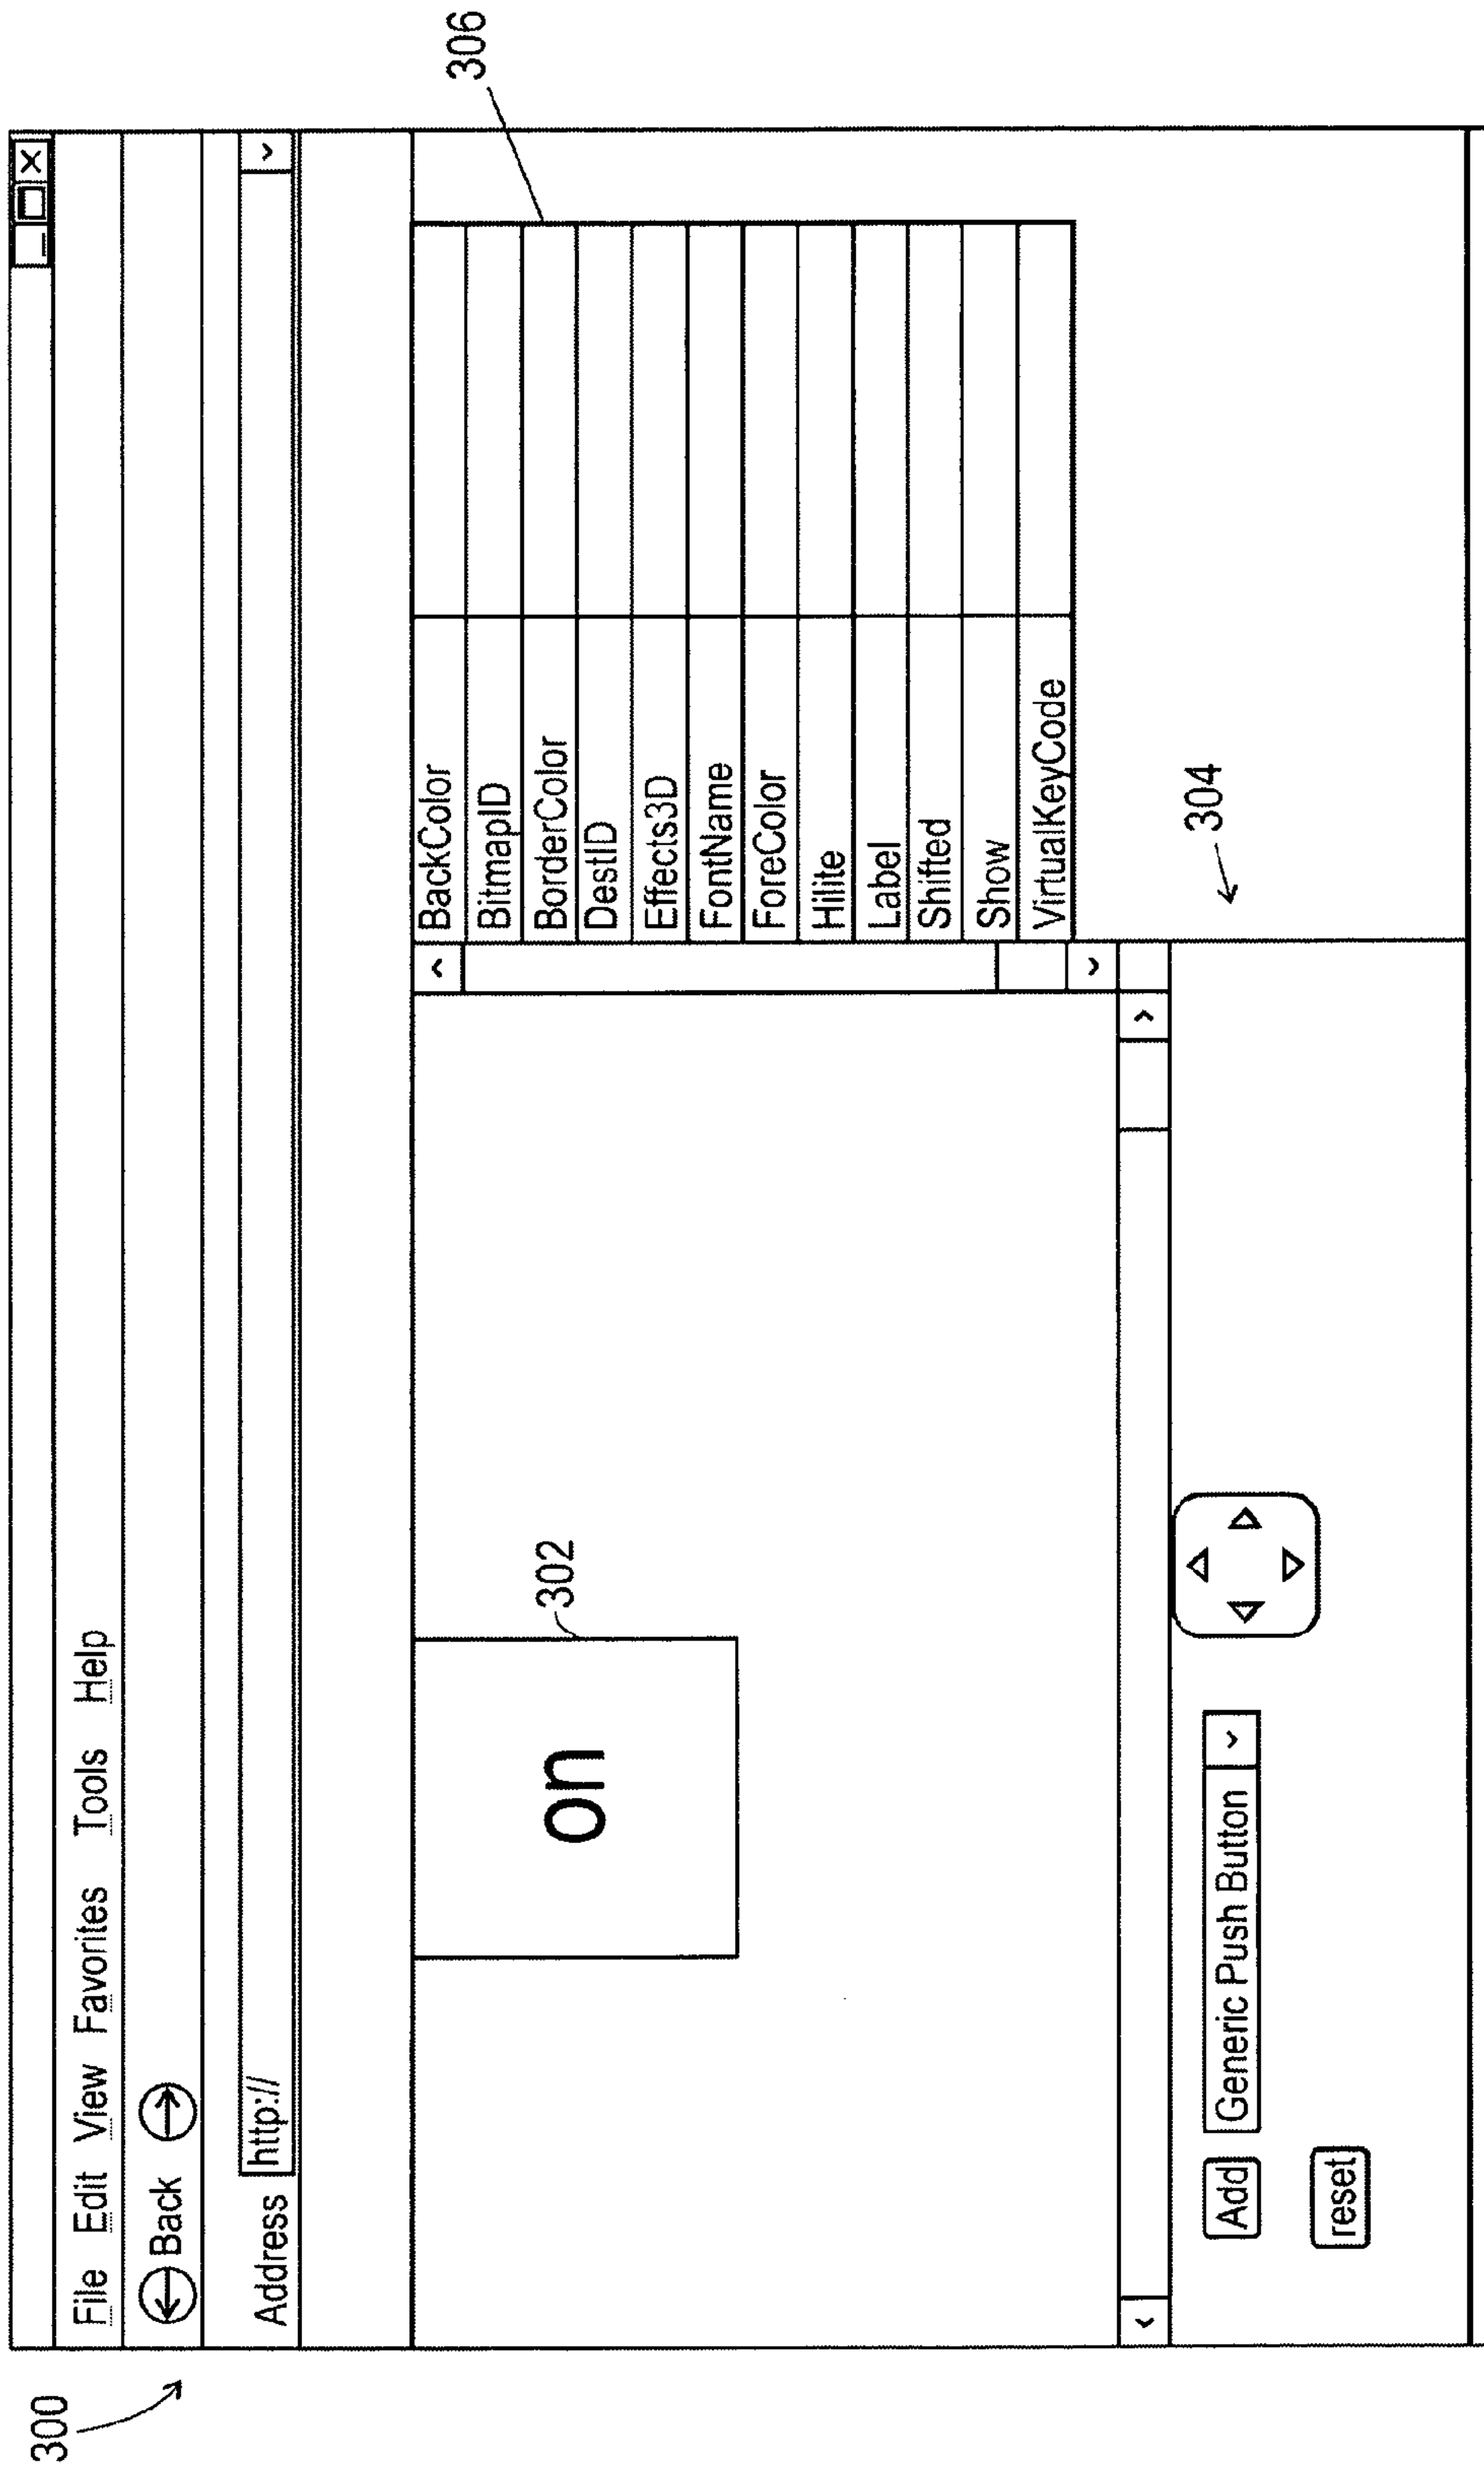 300
File Edit View Favorites Tools Help
Back
Address http://
306
on
302
BackColor
BitmapID
BorderColor
DestID
Effects3D
FontName
ForeColor
Hilite
Label
Shifted
Show
VirtualKeyCode
304
Add Generic Push Button
reset